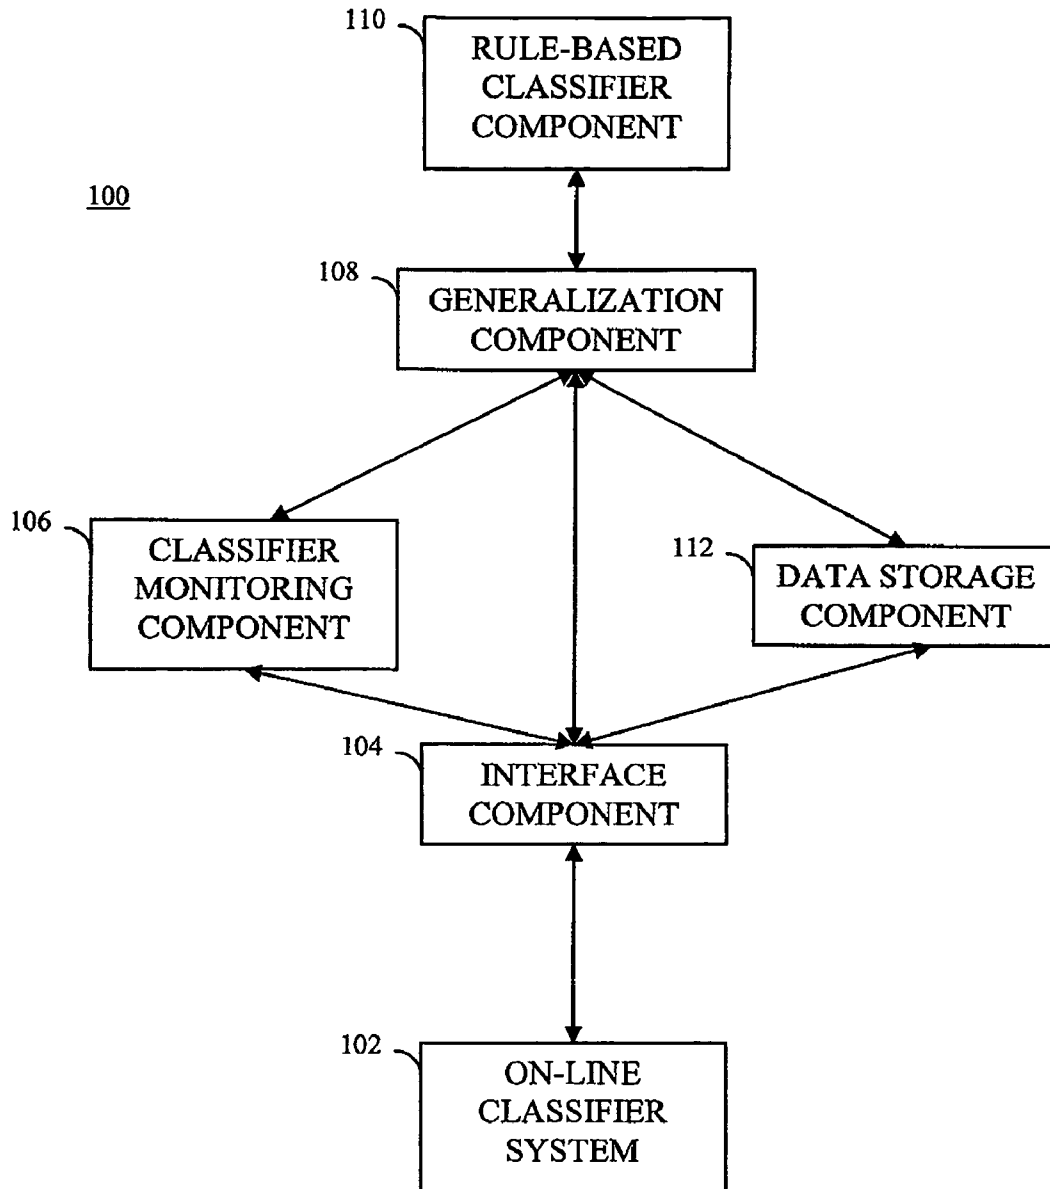 110
RULE-BASED
CLASSIFIER
COMPONENT
100
108
GENERALIZATION
COMPONENT
106
CLASSIFIER
MONITORING
COMPONENT
112
DATA STORAGE
COMPONENT
104
INTERFACE
COMPONENT
102
ON-LINE
CLASSIFIER
SYSTEM